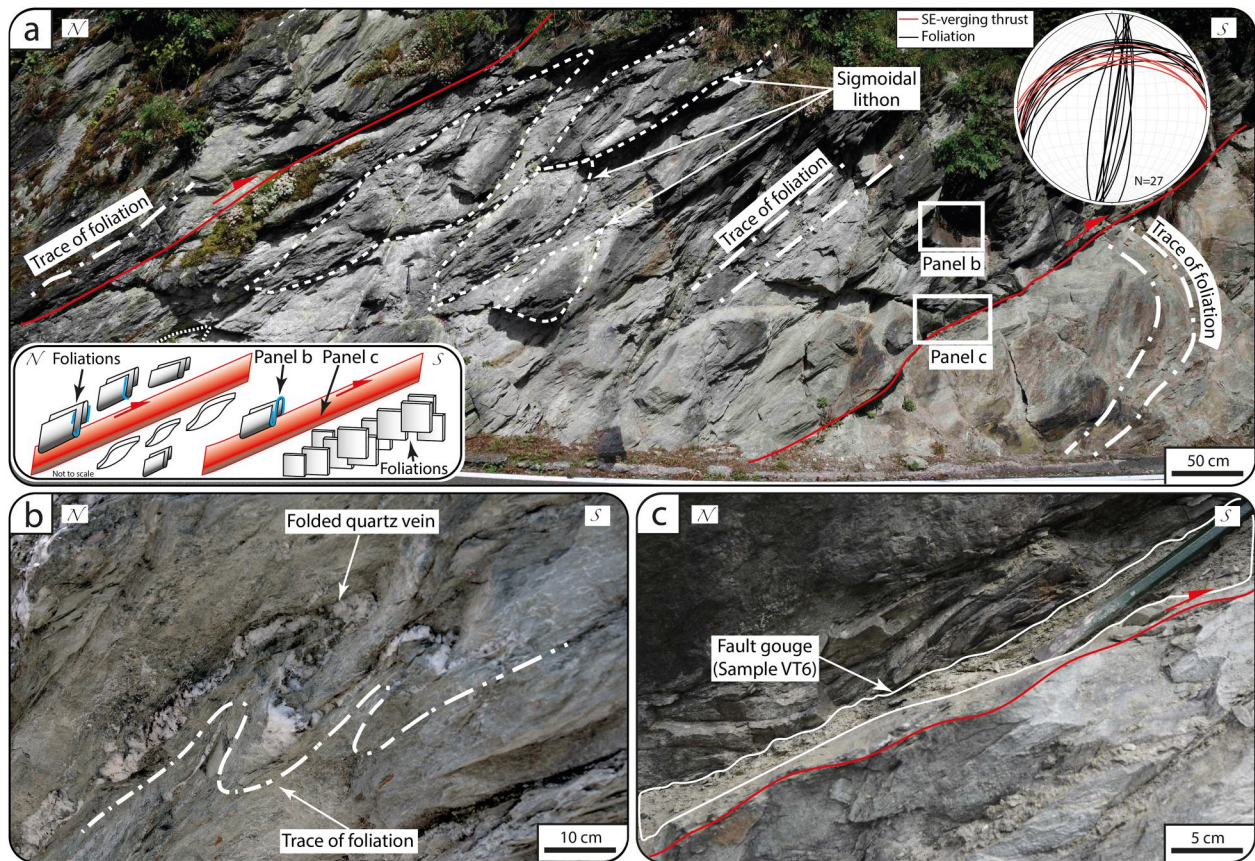 a
N
SE-verging thrust
Foliation
S
N=27
Sigmoidal
lithon
Trace of foliation
Trace of foliation
Panel b
Panel c
Trace of foliation
50 cm
N
Foliations
Panel b
Panel c
S
Not to scale
Foliations
b
N
S
Folded quartz vein
Trace of foliation
10 cm
c
N
S
Fault gouge
(Sample VT6)
5 cm